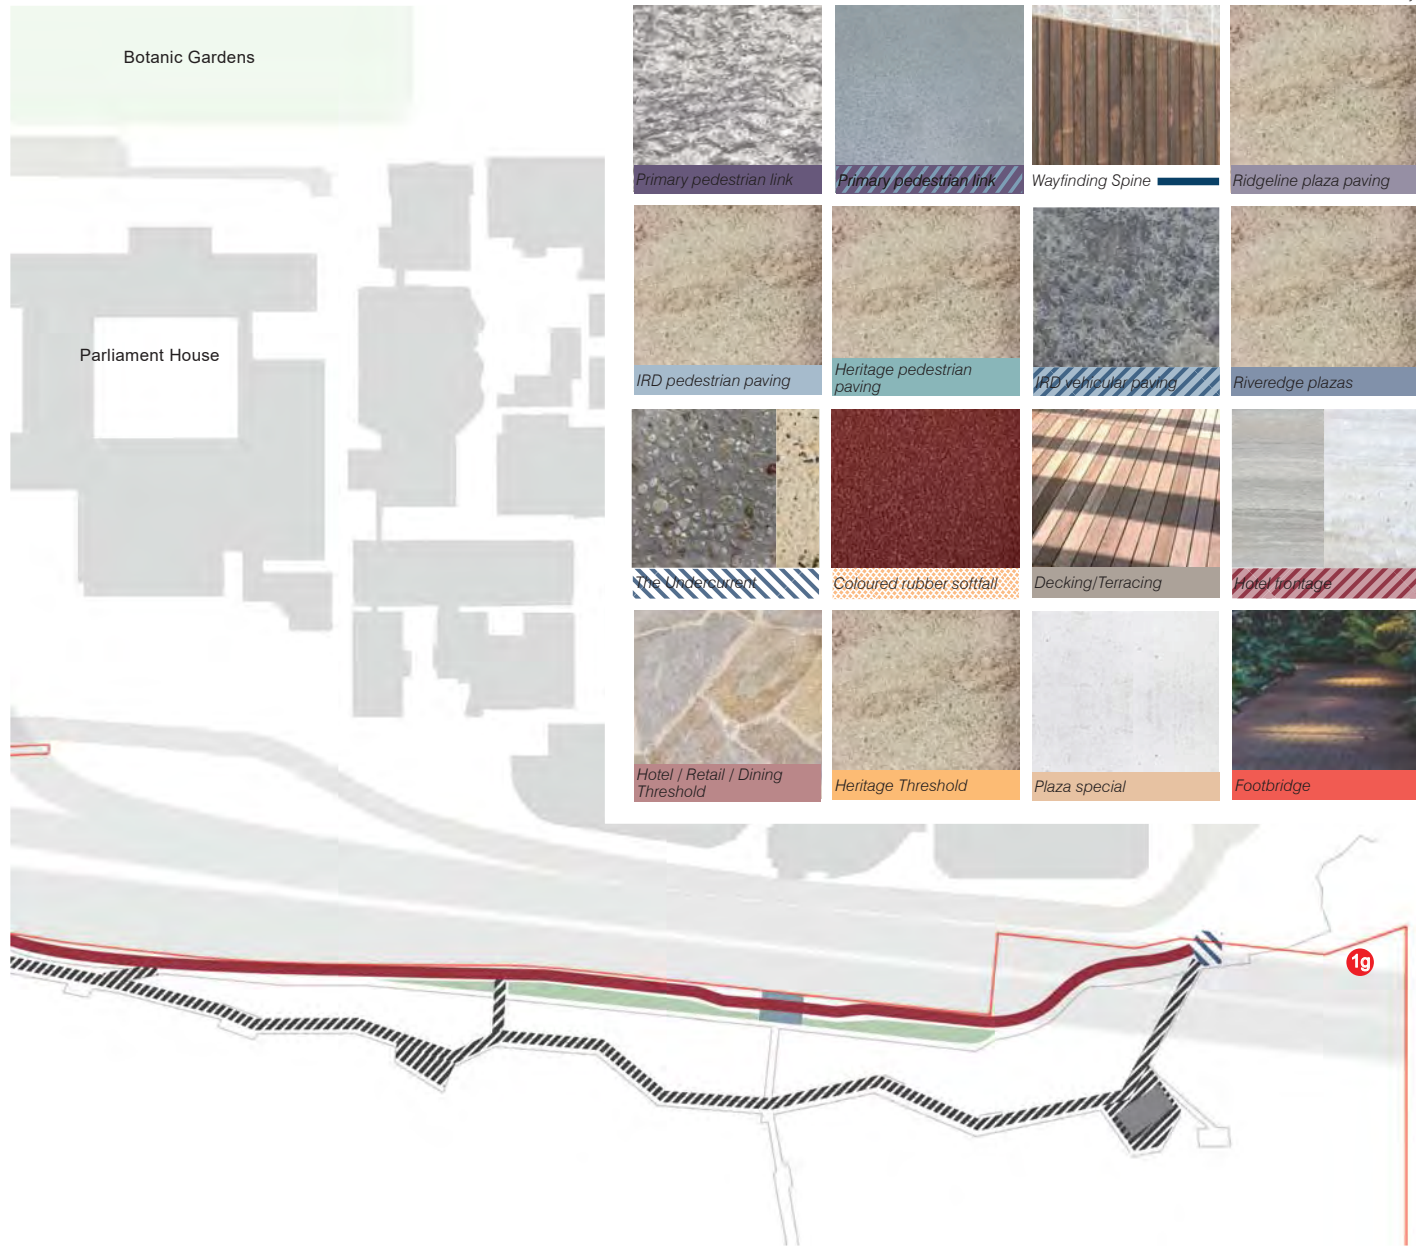 Botanic Gardens
Parliament House
Primary pedestrian link
Primary pedestrian link
Wayfinding Spine
Ridgeline plaza paving
IRD pedestrian paving
Heritage pedestrian
paving
IRD vehicular paving
Riveredge plazas
The Undercurrent
Coloured rubber softfall
Decking/Terracing
Hotel frontage
Hotel / Retail / Dining
Threshold
Heritage Threshold
Plaza special
Footbridge
1g